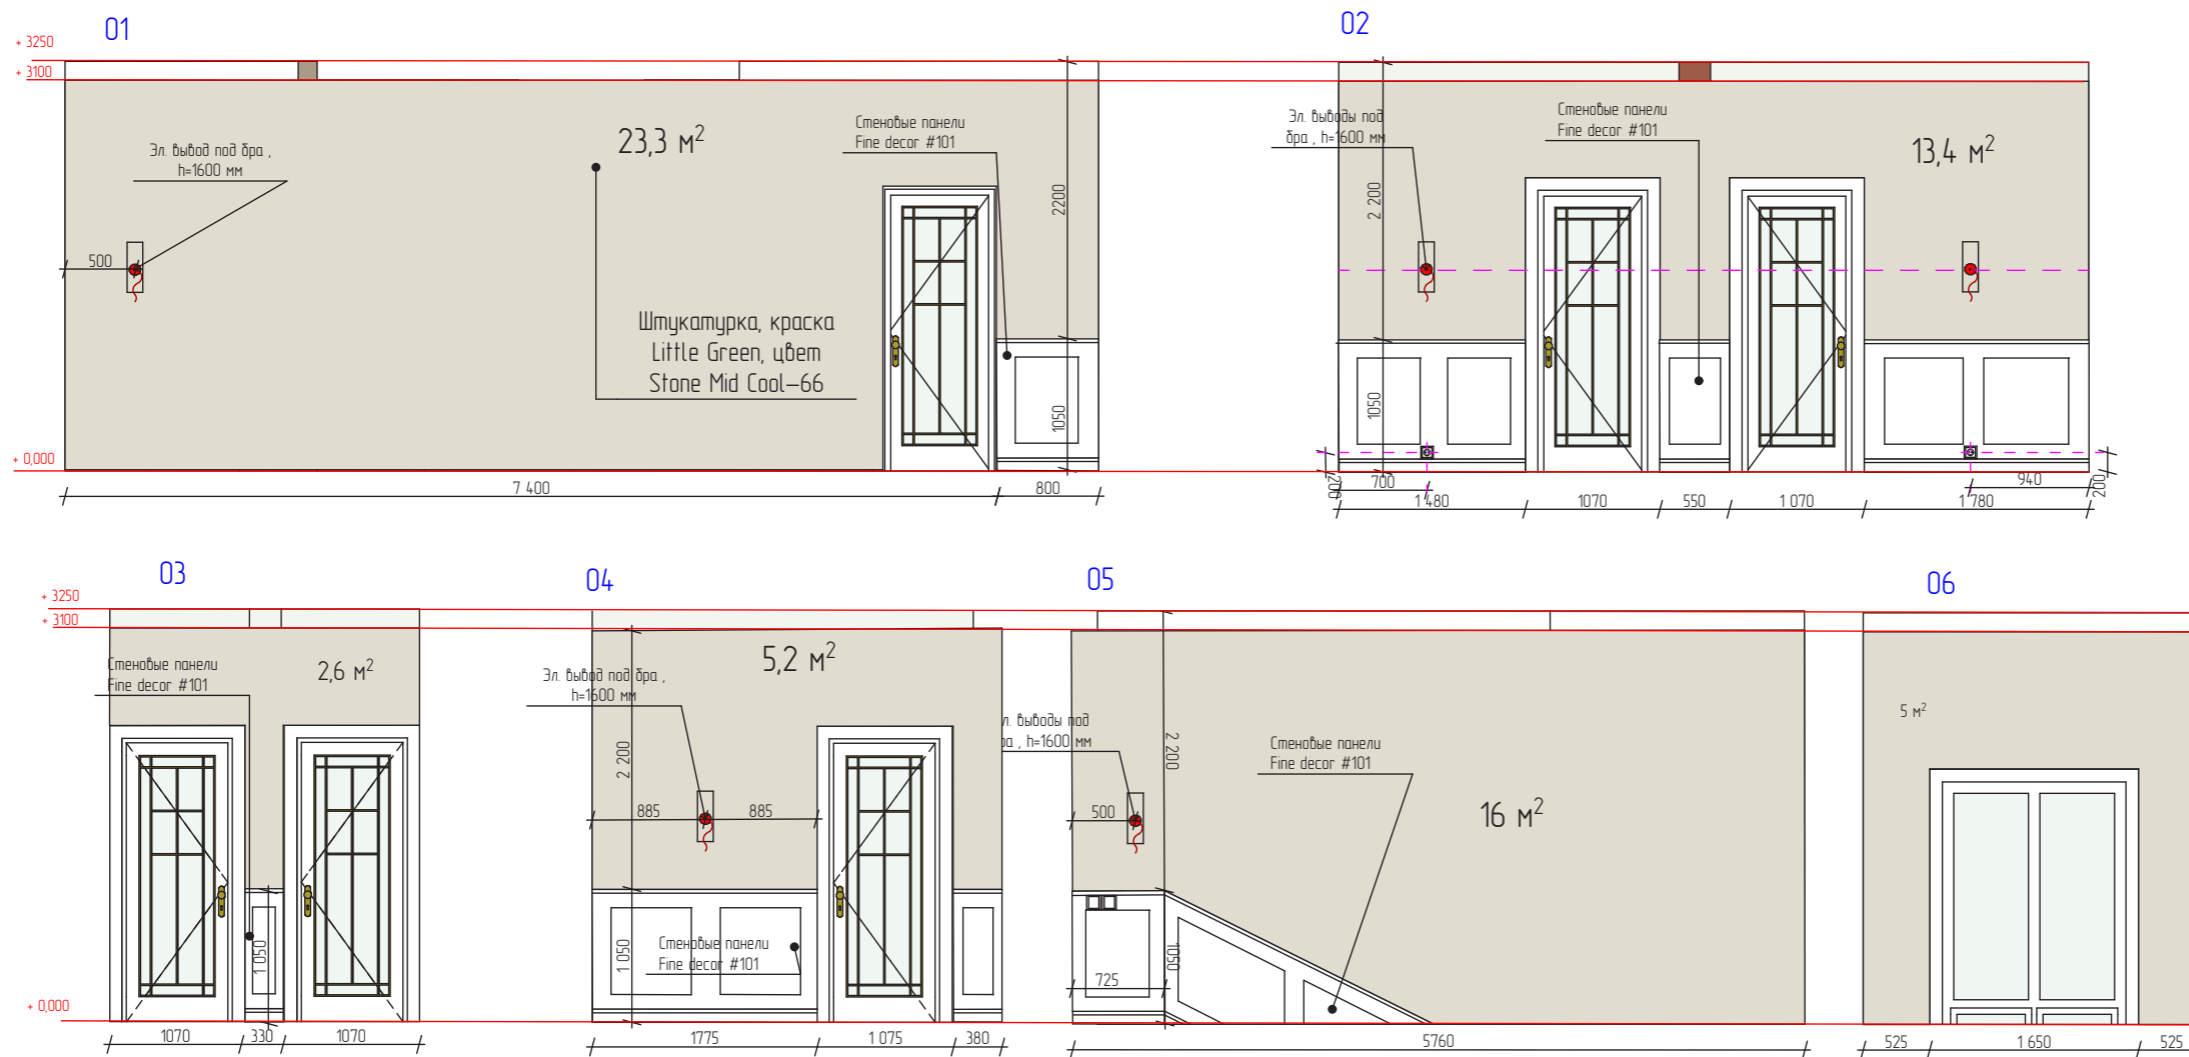 01
02
+ 3250
+ 3100
Эл. вывод под бра ,
h=1600 мм
23,3 м²
Стеновые панели
Fine decor #101
Эл. выводы под
бра , h=1600 мм
Стеновые панели
Fine decor #101
13,4 м²
2200
2 200
500
Штукатурка, краска
Little Green, цвет
Stone Mid Cool–66
1050
1050
+ 0,000
7 400
800
200
700
940
200
1 480
1070
550
1 070
1 780
03
04
05
06
+ 3250
+ 3100
Стеновые панели
Fine decor #101
2,6 м²
5,2 м²
Эл. вывод под бра ,
h=1600 мм
л. выводы под
ра , h=1600 мм
Стеновые панели
Fine decor #101
5 м²
2 200
2 200
885
885
500
16 м²
1 050
1 050
Стеновые панели
Fine decor #101
1050
725
+ 0,000
1070
330
1070
1775
1 075
380
5760
525
1 650
525